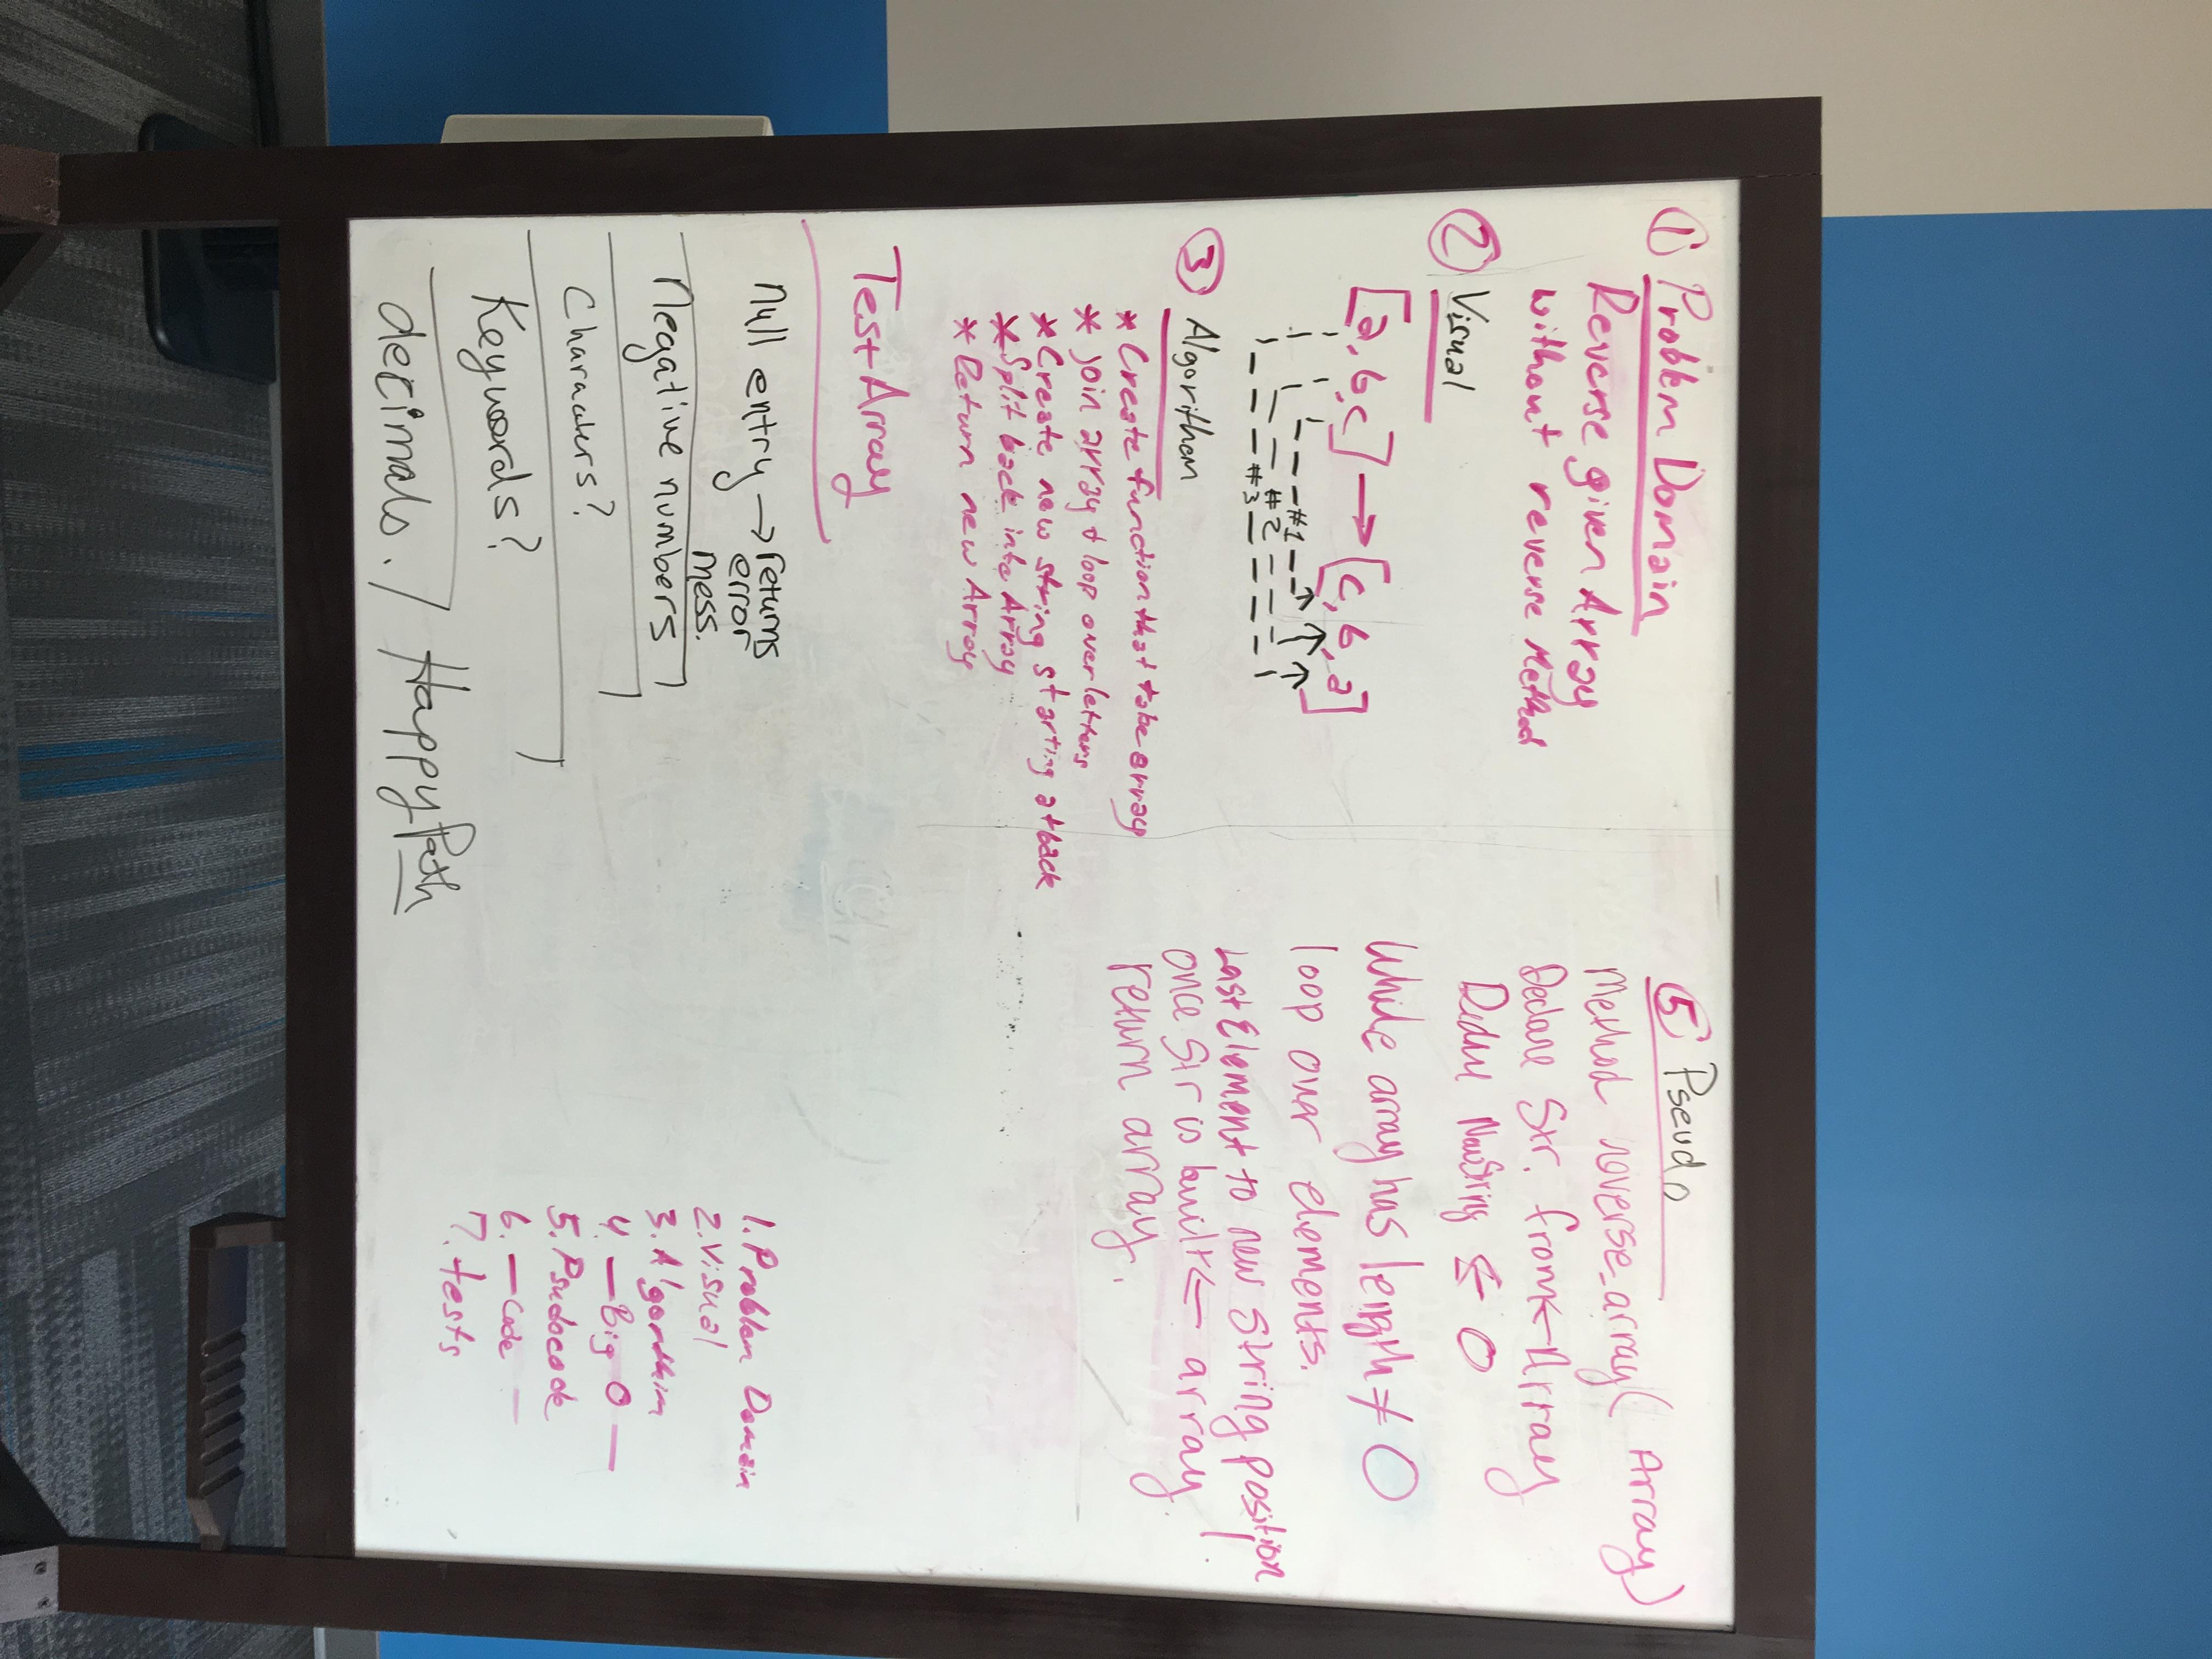 ① Problem Domain
Reverse given Array
without reverse Method
② Visual
[a, b, c] → [c, b, a]
#1
#2
#3
③ Algorithem
* Create function that take array
* Join array & loop over letters
* Create new string starting at back
* Split back into Array
* Return new Array
Test Array
Null entry → returns
error
mess.
Negative numbers
Characters?
Keywords?
decimals. / Happy Path
⑤ Pseudo
Method reverse_array( Array)
Declare Str. from ← Array
Declare NewString ← 0
While array has length ≠ 0
loop over elements.
Last Element to new string position 1.
once Str is built ← array
return array.
1. Problem Domain
2. Visual
3. Algorthim
4. — Big O —
5. Psudocode
6. — Code —
7. tests